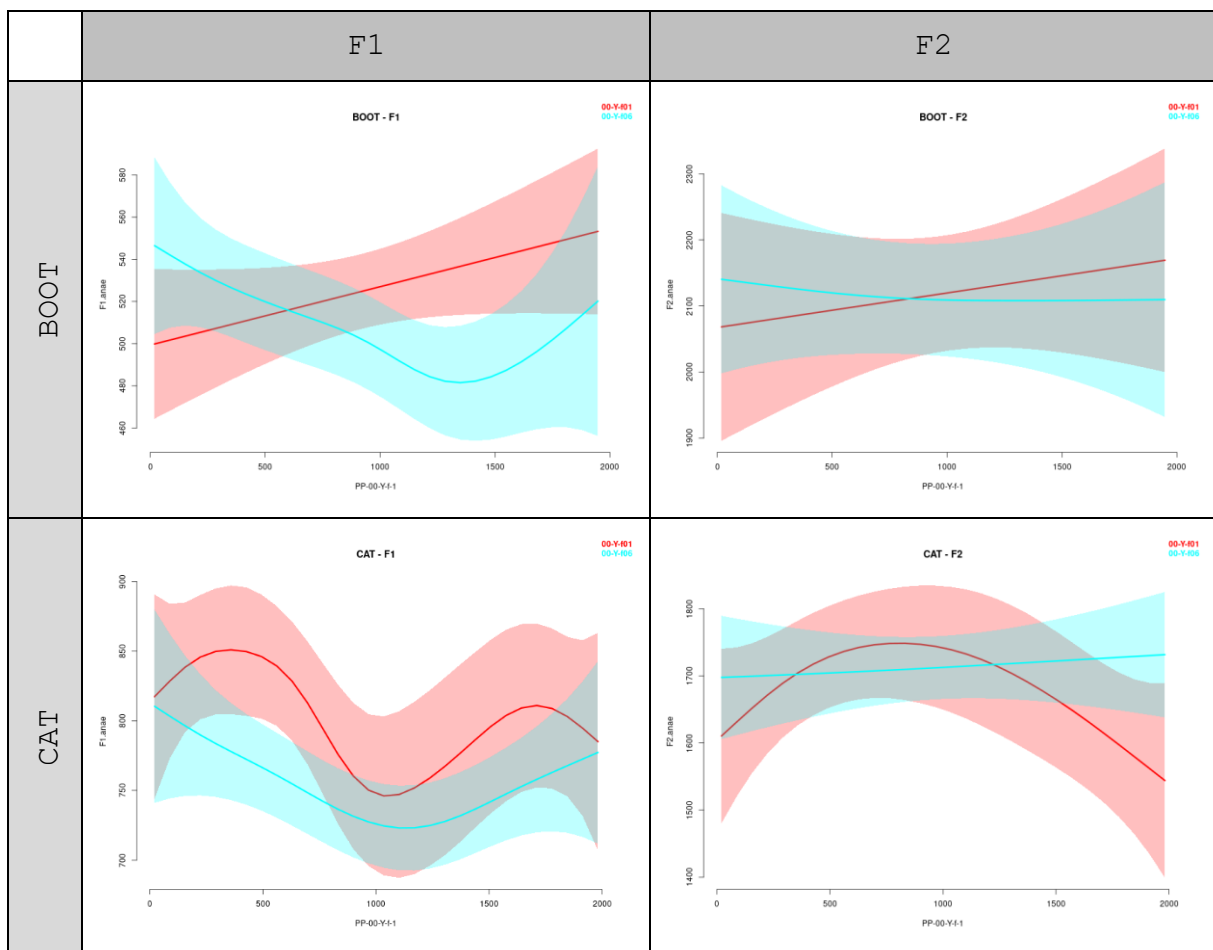 F1
F2
BOOT
BOOT - F1
00-Y-f01
00-Y-f06
F1.anae
580
560
540
520
500
480
460
0
500
1000
1500
2000
PP-00-Y-f-1
BOOT - F2
00-Y-f01
00-Y-f06
F2.anae
2300
2200
2100
2000
1900
0
500
1000
1500
2000
PP-00-Y-f-1
CAT
CAT - F1
00-Y-f01
00-Y-f06
F1.anae
900
850
800
750
700
0
500
1000
1500
2000
PP-00-Y-f-1
CAT - F2
00-Y-f01
00-Y-f06
F2.anae
1800
1700
1600
1500
1400
0
500
1000
1500
2000
PP-00-Y-f-1